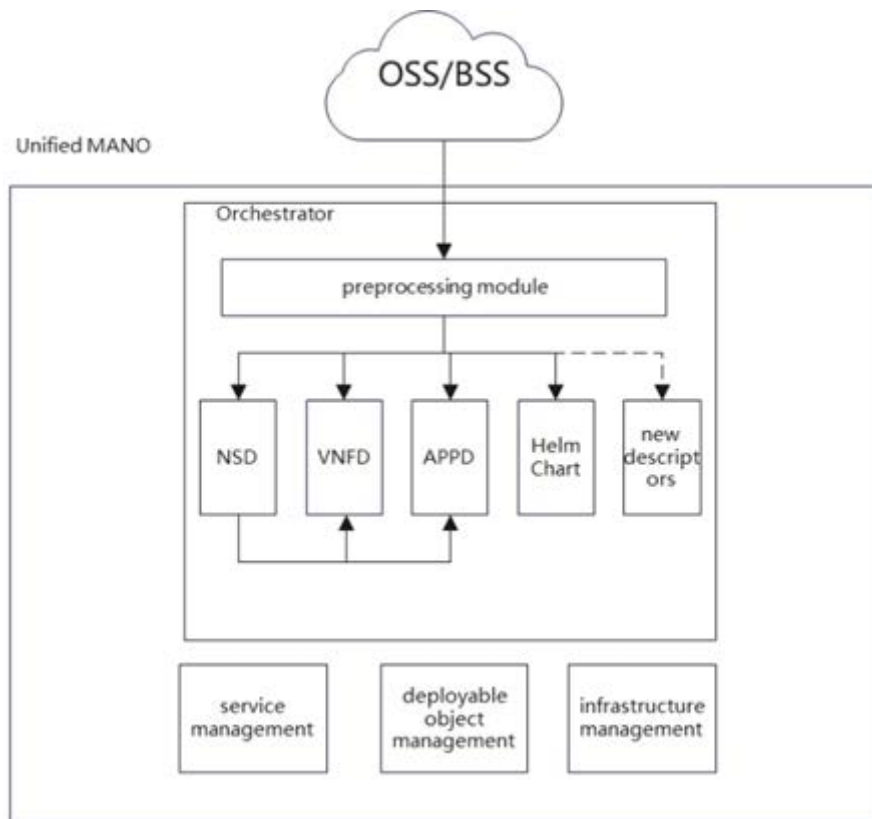 OSS/BSS
Unified MANO
Orchestrator
preprocessing module
NSD
VNFD
APPD
Helm
Chart
new
descript
ors
service
management
deployable
object
management
infrastructure
management